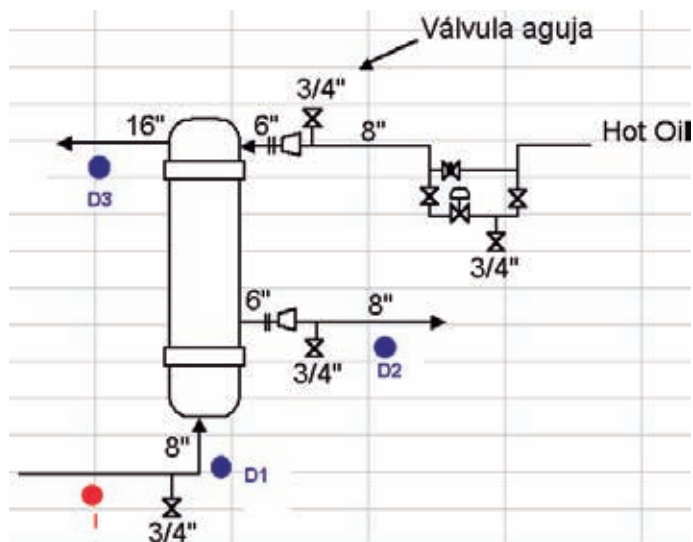 Válvula aguja
3/4"
16"
6"
8"
Hot Oil
D3
3/4"
6"
8"
3/4"
D2
8"
D1
I
3/4"